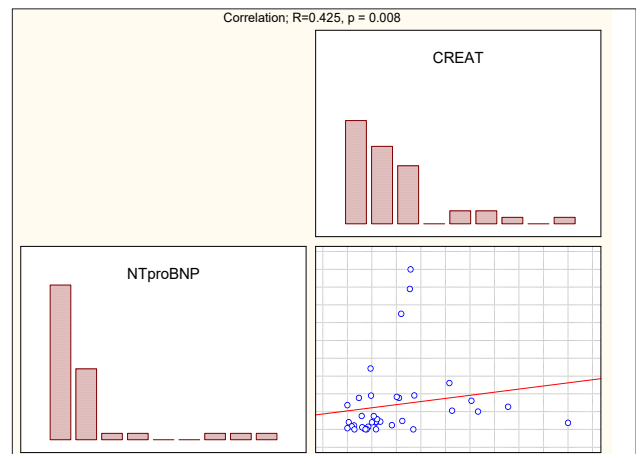 Correlation; R=0.425, p = 0.008
CREAT
NTproBNP